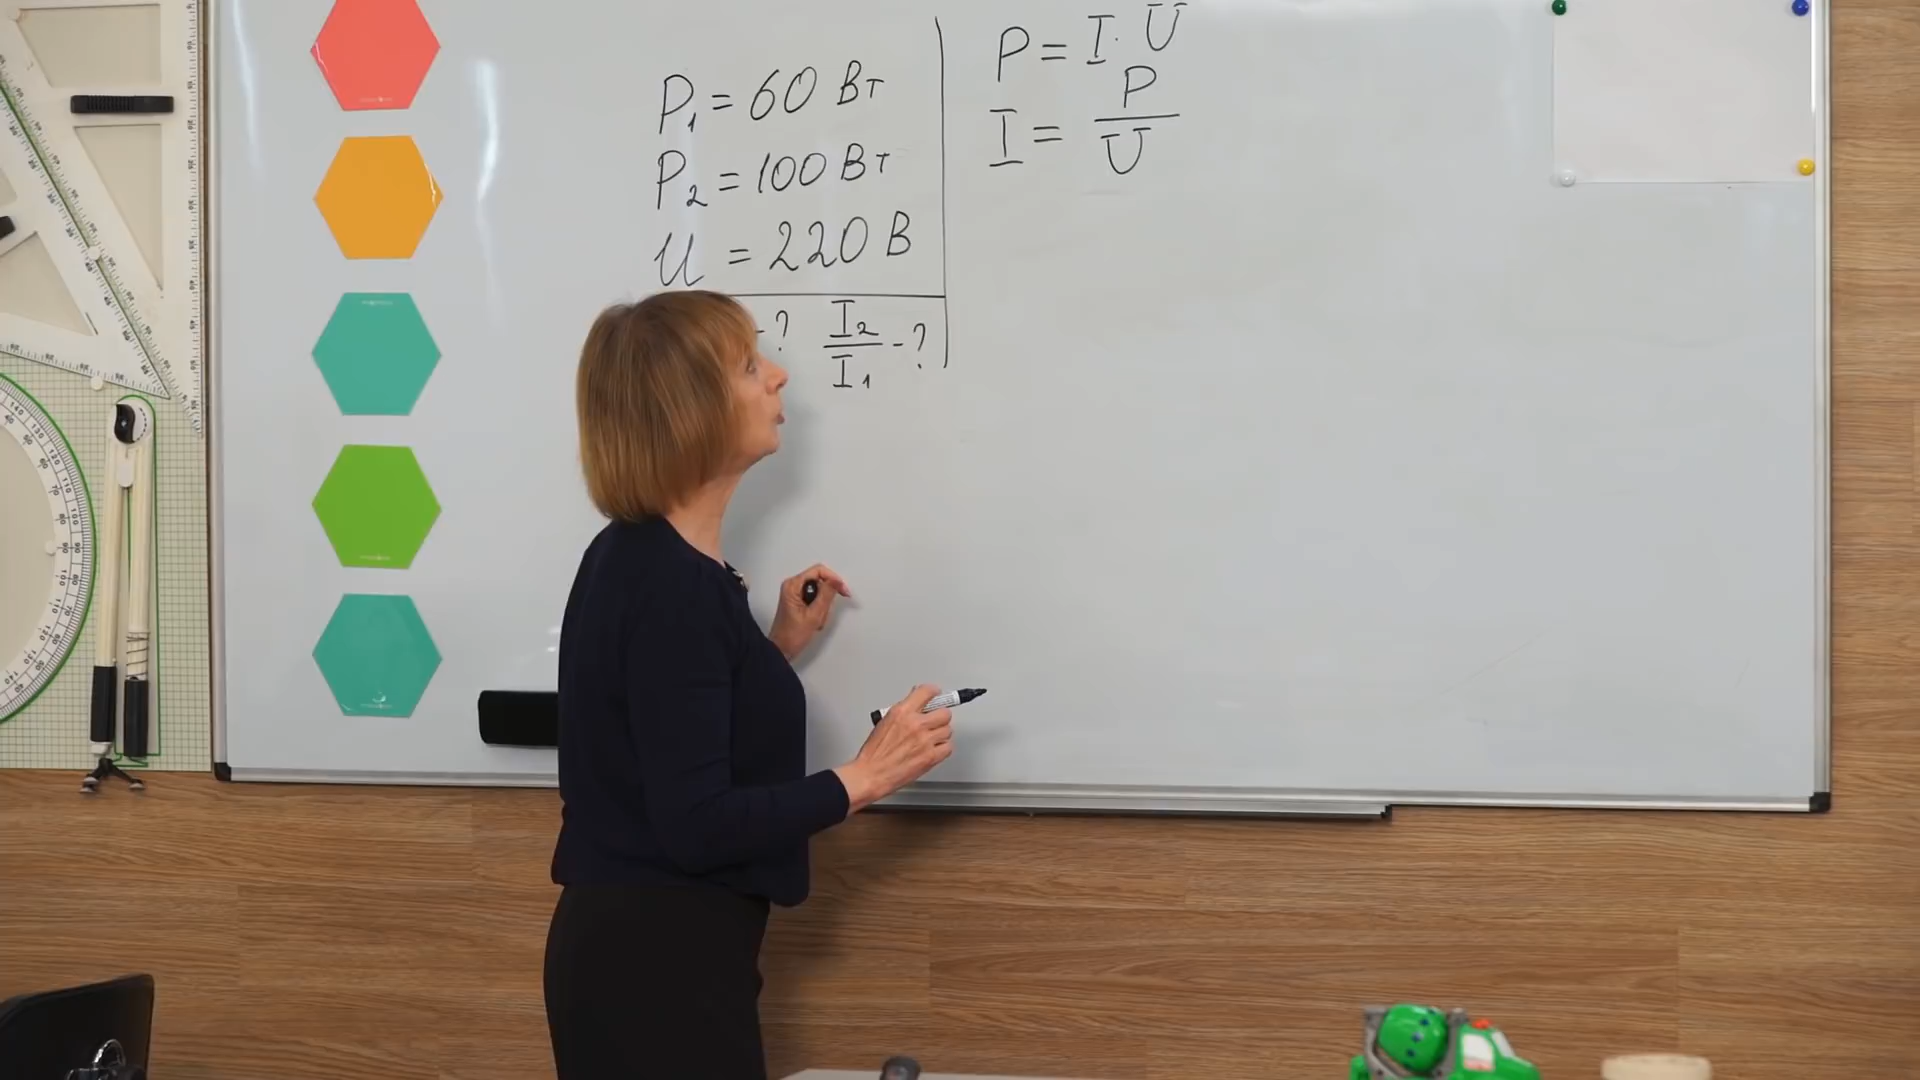 P₁ = 60 Вт
P₂ = 100 Вт
U = 220 В
-? I₂/I₁ -?
P = I · U
I = P/U